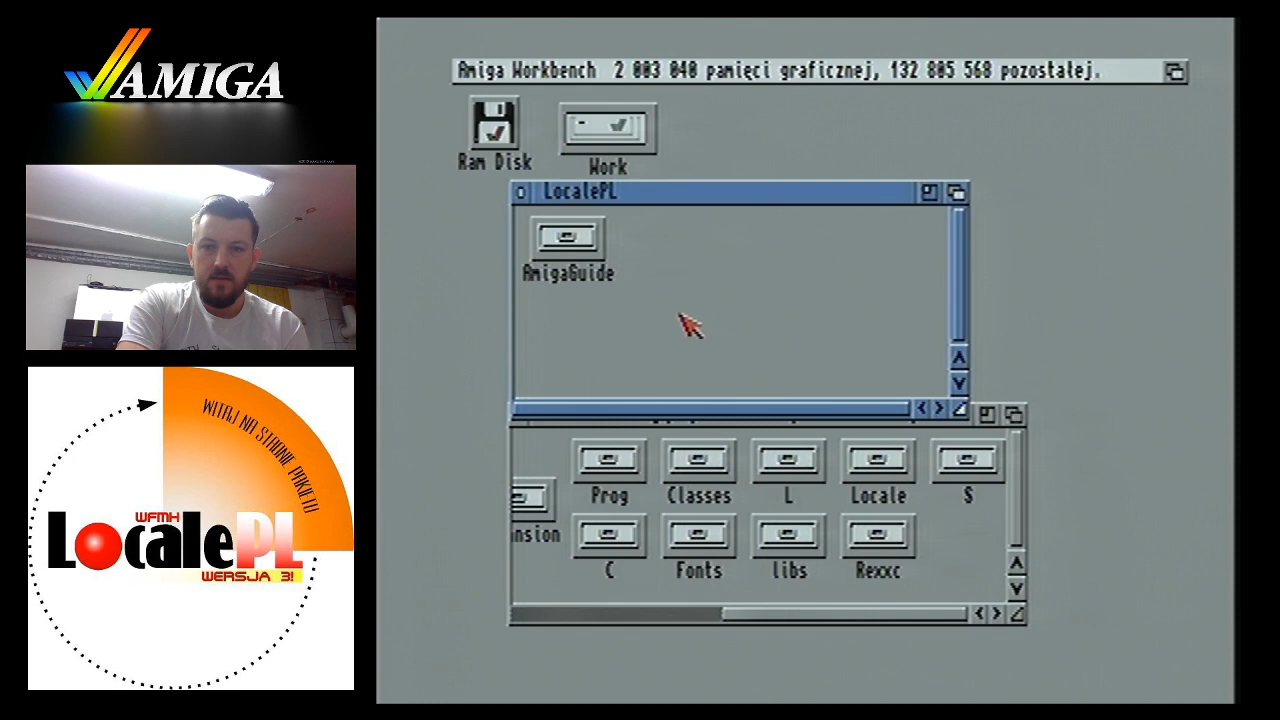 AMIGA
Amiga Workbench 2 003 040 pamięci graficznej, 132 805 568 pozostałej.
Ram Disk
Work
LocalePL
AmigaGuide
Prog
Classes
L
Locale
S
nsion
C
Fonts
libs
Rexxc
WITAJ NA STRONIE PAKIETU
WFMH
LocalePL
WERSJA 3!